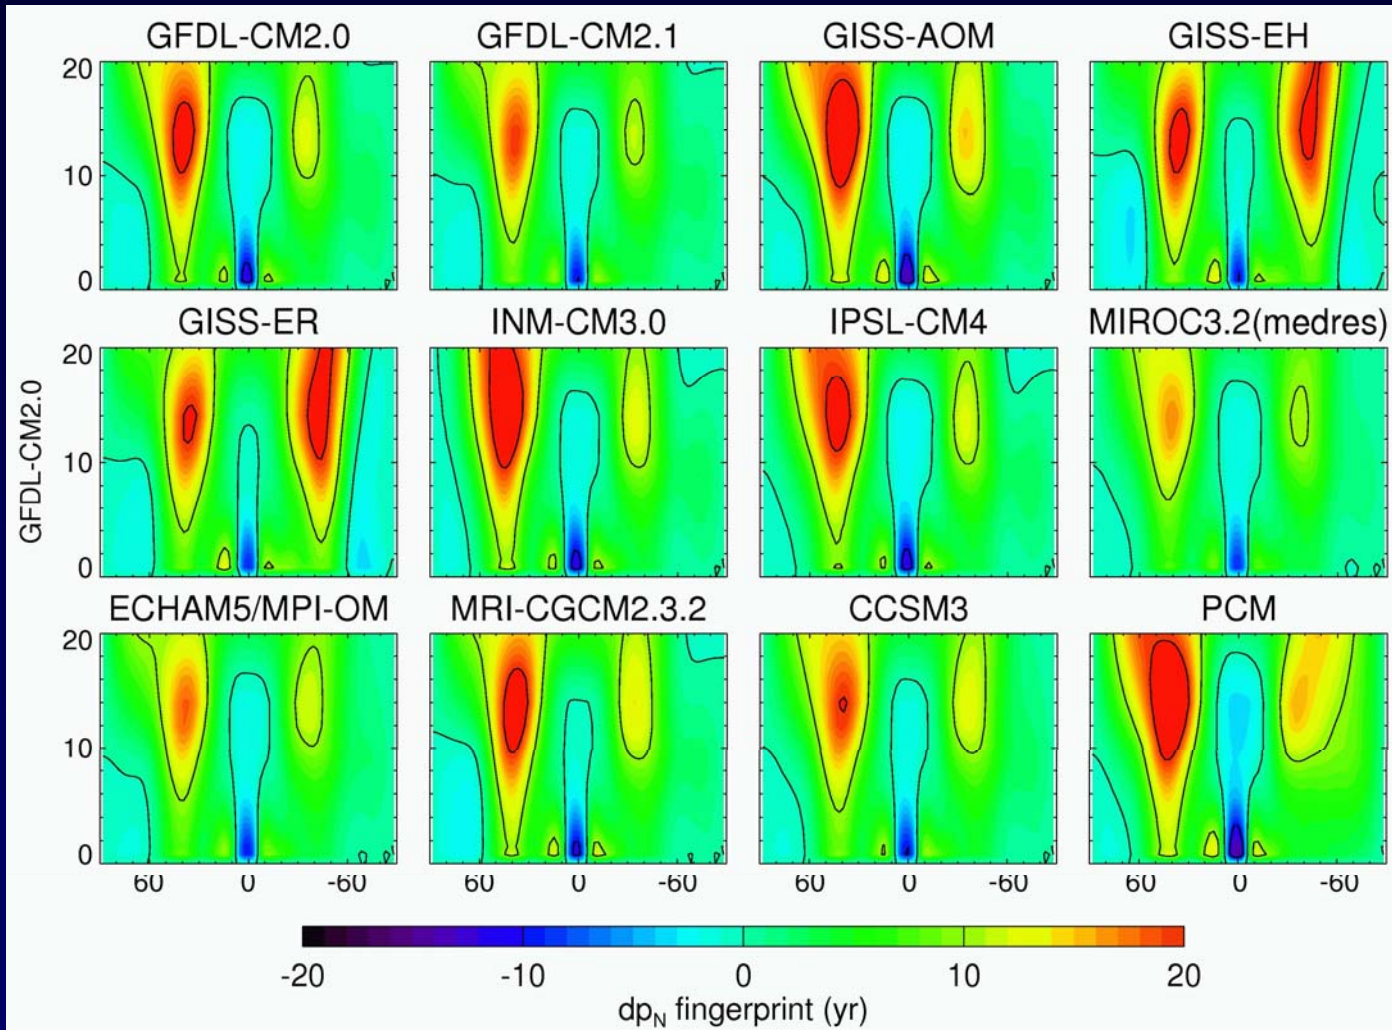 GFDL-CM2.0 GFDL-CM2.1 GISS-AOM GISS-EH
20
10
0
GISS-ER INM-CM3.0 IPSL-CM4 MIROC3.2(medres)
20
10
0
GFDL-CM2.0
ECHAM5/MPI-OM MRI-CGCM2.3.2 CCSM3 PCM
20
10
0
60 0 -60 60 0 -60 60 0 -60 60 0 -60
-20 -10 0 10 20
dpN fingerprint (yr)